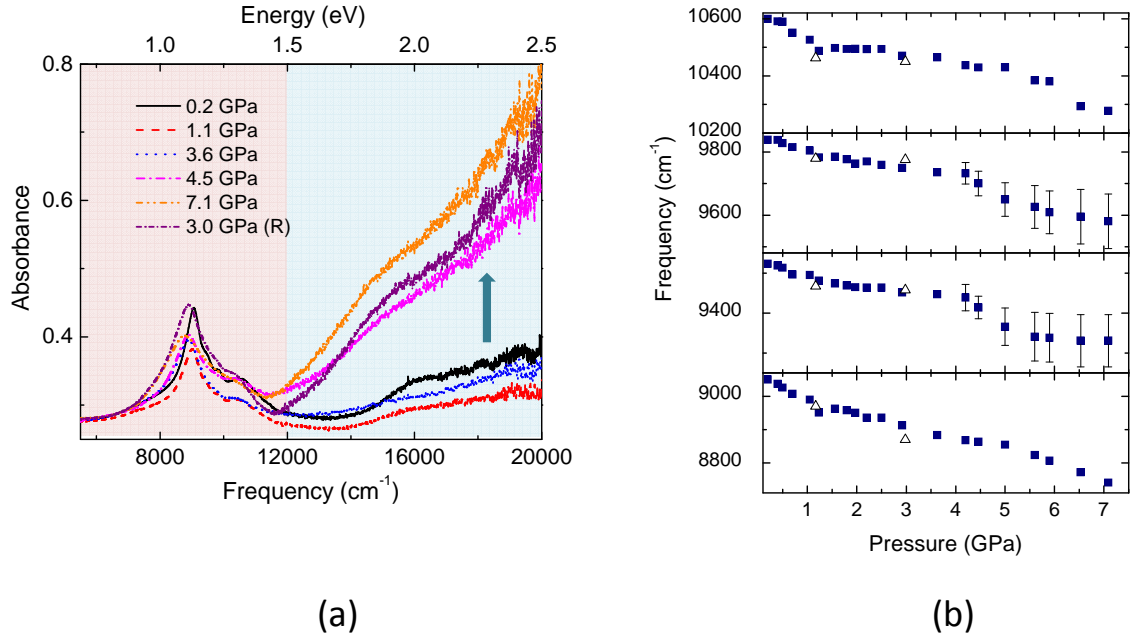 Energy (eV)
1.0 1.5 2.0 2.5
0.8
0.6
0.4
Absorbance
0.2 GPa
1.1 GPa
3.6 GPa
4.5 GPa
7.1 GPa
3.0 GPa (R)
8000 12000 16000 20000
Frequency (cm⁻¹)
(a)
10600
10400
10200
9800
9600
9400
9000
8800
Frequency (cm⁻¹)
1 2 3 4 5 6 7
Pressure (GPa)
(b)